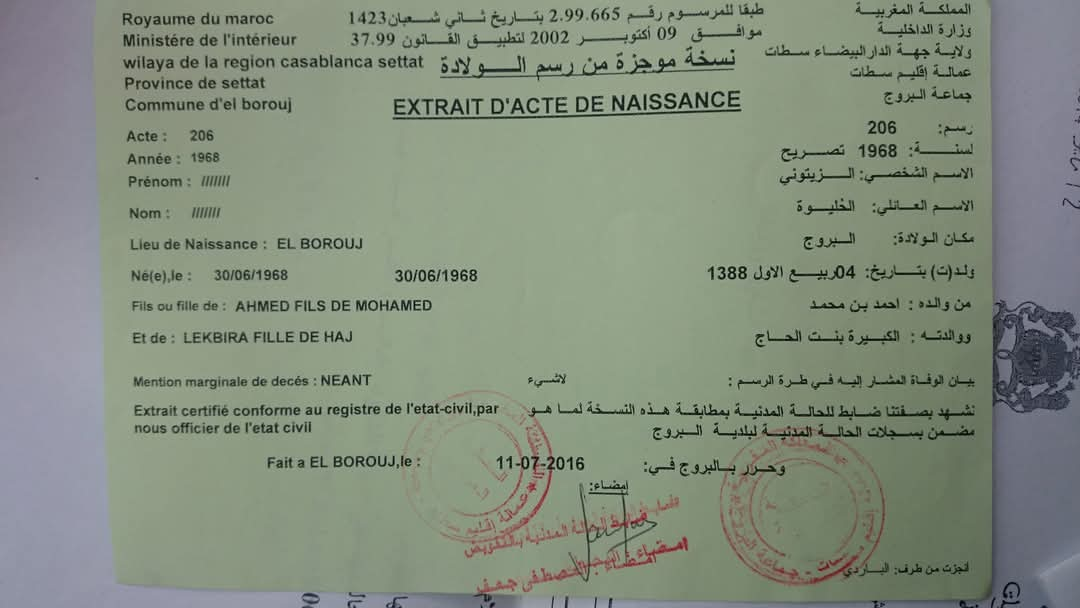 Royaume du maroc
Ministére de l'intérieur
wilaya de la region casablanca settat
Province de settat
Commune d'el borouj
طبقا للمرسوم رقم 2.99.665 بتاريخ ثاني شعبان1423
موافق 09 أكتوبر 2002 لتطبيق القانون 37.99
المملكة المغربية
وزارة الداخلية
ولاية جهة الدارالبيضاء سطات
عمالة إقليم سطات
جماعة البروج
نسخة موجزة من رسم الولادة
EXTRAIT D'ACTE DE NAISSANCE
Acte : 206
رسم: 206
Année : 1968
لسنة: 1968 تصريح
Prénom : ///////
الاسم الشخصي: الزيتوني
Nom : ///////
الاسم العائلي: الخليوة
Lieu de Naissance : EL BOROUJ
مكان الولادة: البروج
Né(e),le : 30/06/1968 30/06/1968
ولد(ت) بتاريخ: 04ربيع الاول 1388
Fils ou fille de : AHMED FILS DE MOHAMED
من والده : احمد بن محمد
Et de : LEKBIRA FILLE DE HAJ
ووالدته : الكبيرة بنت الحاج
Mention marginale de decés : NEANT
بيان الوفاة المشار إليه في طرة الرسم : لاشيء
Extrait certifié conforme au registre de l'etat-civil,par
nous officier de l'etat civil
نشهد بصفتنا ضابط للحالة المدنية بمطابقة هذه النسخة لما هو
مضمن بسجلات الحالة المدنية لبلدية البروج
Fait a EL BOROUJ,le : 11-07-2016
وحرر بالبروج في:
إمضاء:
ضابط الحالة المدنية بالتفويض
امضاء المصطفى جعفر
أنجزت من طرف: الباردي